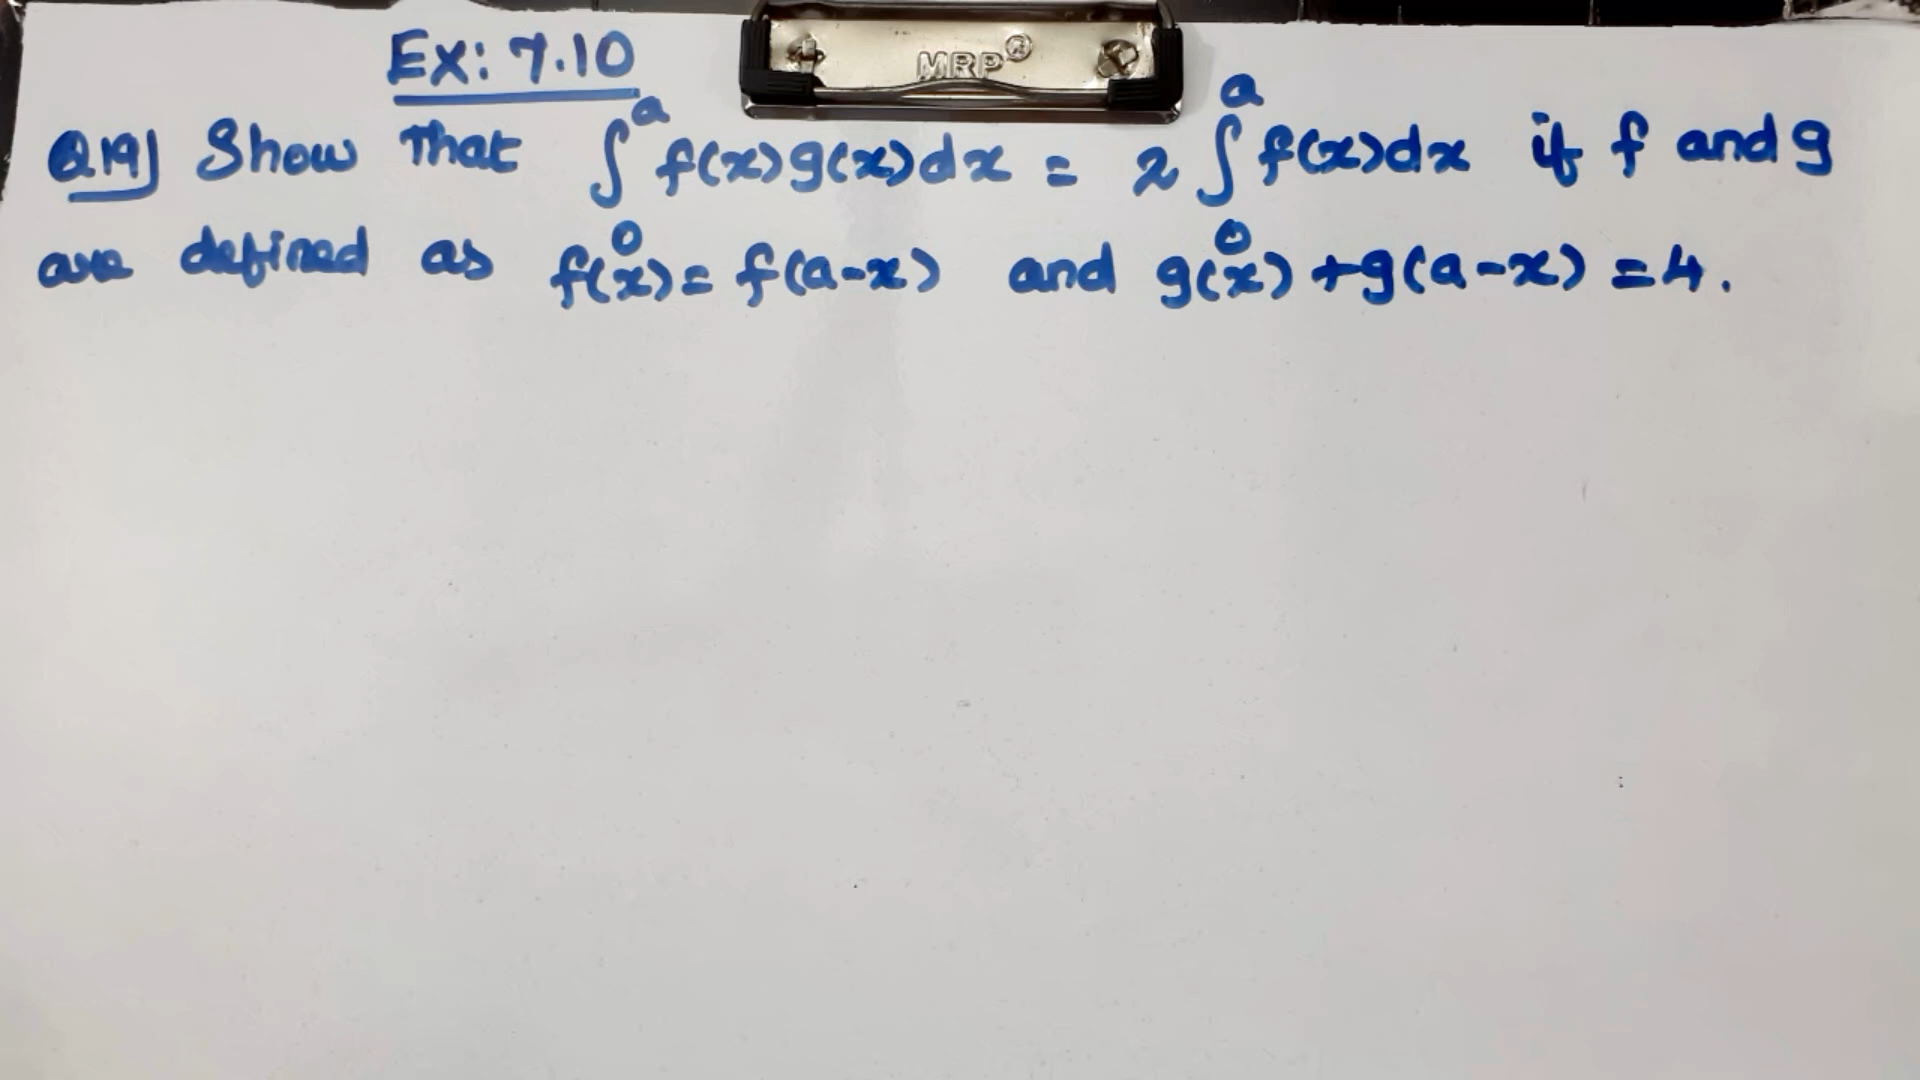 Ex: 7.10
MRP®
Q19) Show that ∫₀ᵃ f(x)g(x)dx = 2 ∫₀ᵃ f(x)dx if f and g
are defined as f(x) = f(a-x) and g(x) + g(a-x) = 4.